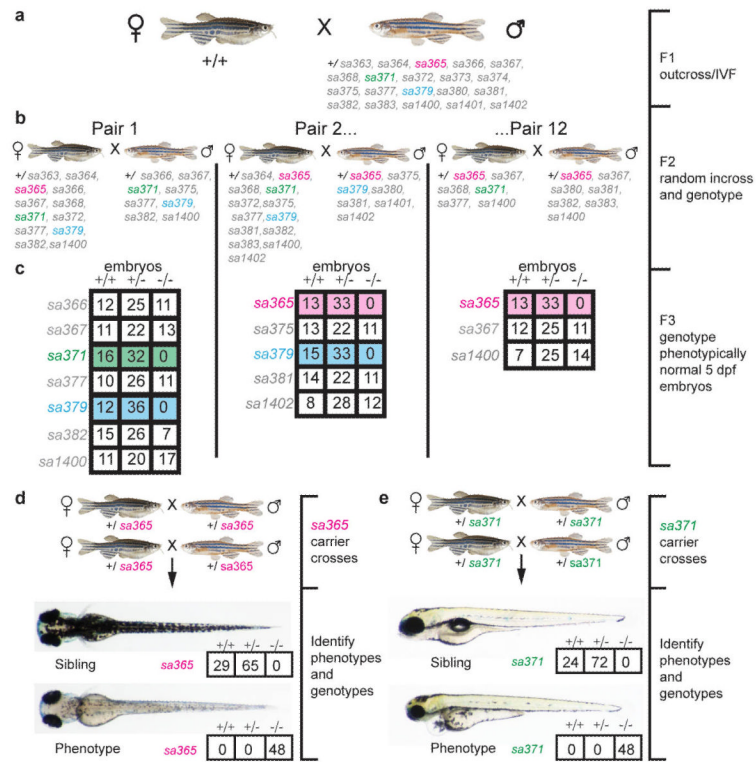 a
♀ X ♂
+/+
+/ sa363, sa364, sa365, sa366, sa367,
sa368, sa371, sa372, sa373, sa374,
sa375, sa377, sa379, sa380, sa381,
sa382, sa383, sa1400, sa1401, sa1402
F1
outcross/IVF
b
Pair 1
♀ X ♂
+/ sa363, sa364,
sa365, sa366,
sa367, sa368,
sa371, sa372,
sa377, sa379,
sa382, sa1400
+/ sa366, sa367,
sa371, sa375,
sa377, sa379,
sa382, sa1400
Pair 2...
♀ X ♂
+/ sa364, sa365,
sa368, sa371,
sa372, sa375,
sa377, sa379,
sa381, sa382,
sa383, sa1400,
sa1402
+/ sa365, sa375,
sa379, sa380,
sa381, sa1401,
sa1402
...Pair 12
♀ X ♂
+/ sa365, sa367,
sa368, sa371,
sa377, sa1400
+/ sa365, sa367,
sa380, sa381,
sa382, sa383,
sa1400
F2
random incross
and genotype
c
embryos
+/+ +/- -/-
sa366 12 25 11
sa367 11 22 13
sa371 16 32 0
sa377 10 26 11
sa379 12 36 0
sa382 15 26 7
sa1400 11 20 17
embryos
+/+ +/- -/-
sa365 13 33 0
sa375 13 22 11
sa379 15 33 0
sa381 14 22 11
sa1402 8 28 12
embryos
+/+ +/- -/-
sa365 13 33 0
sa367 12 25 11
sa1400 7 25 14
F3
genotype
phenotypically
normal 5 dpf
embryos
d
♀ X ♂
+/ sa365 +/ sa365
♀ X ♂
+/ sa365 +/ sa365
sa365
carrier
crosses
+/+ +/- -/-
Sibling sa365 29 65 0
+/+ +/- -/-
Phenotype sa365 0 0 48
Identify
phenotypes
and
genotypes
e
♀ X ♂
+/ sa371 +/ sa371
♀ X ♂
+/ sa371 +/ sa371
sa371
carrier
crosses
+/+ +/- -/-
Sibling sa371 24 72 0
+/+ +/- -/-
Phenotype sa371 0 0 48
Identify
phenotypes
and
genotypes